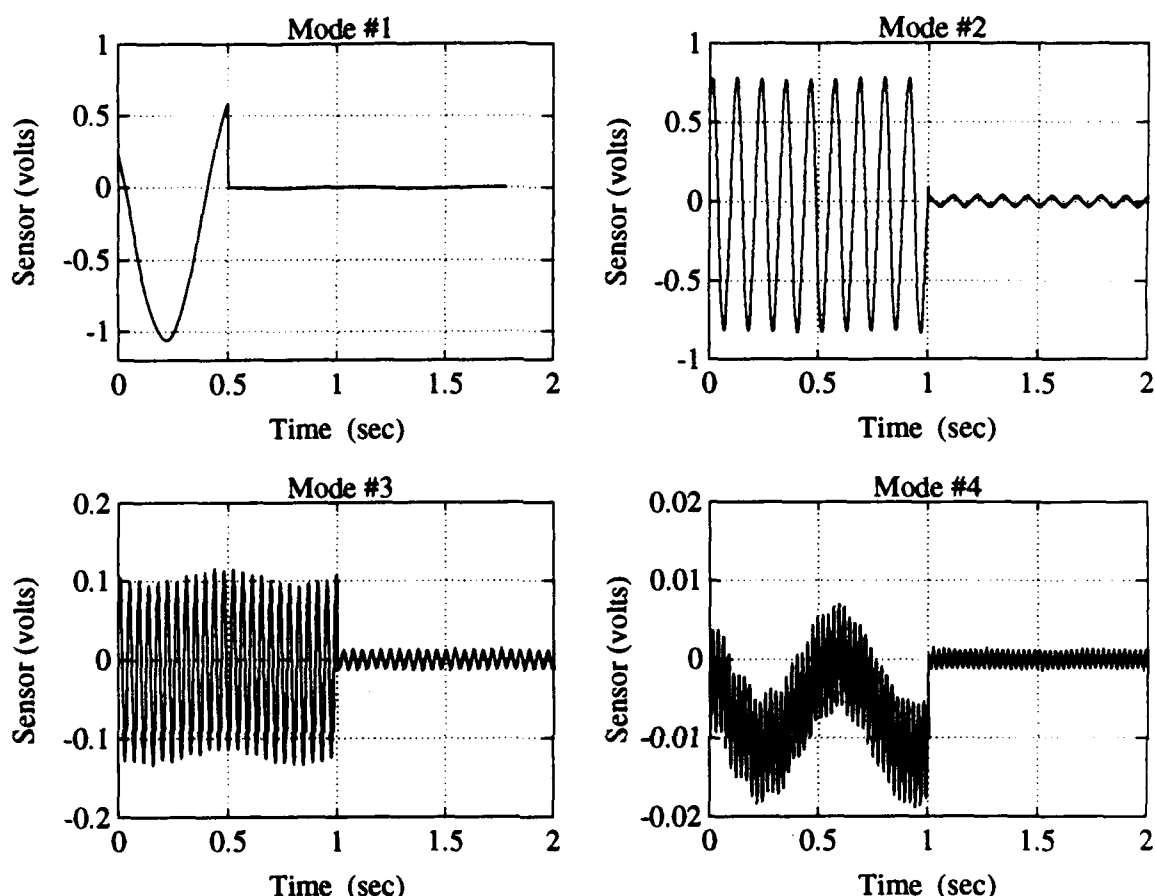 Mode #1
1
0.5
0
-0.5
-1
Sensor (volts)
0 0.5 1 1.5 2
Time (sec)
Mode #2
1
0.5
0
-0.5
-1
Sensor (volts)
0 0.5 1 1.5 2
Time (sec)
Mode #3
0.2
0.1
0
-0.1
-0.2
Sensor (volts)
0 0.5 1 1.5 2
Time (sec)
Mode #4
0.02
0.01
0
-0.01
-0.02
Sensor (volts)
0 0.5 1 1.5 2
Time (sec)